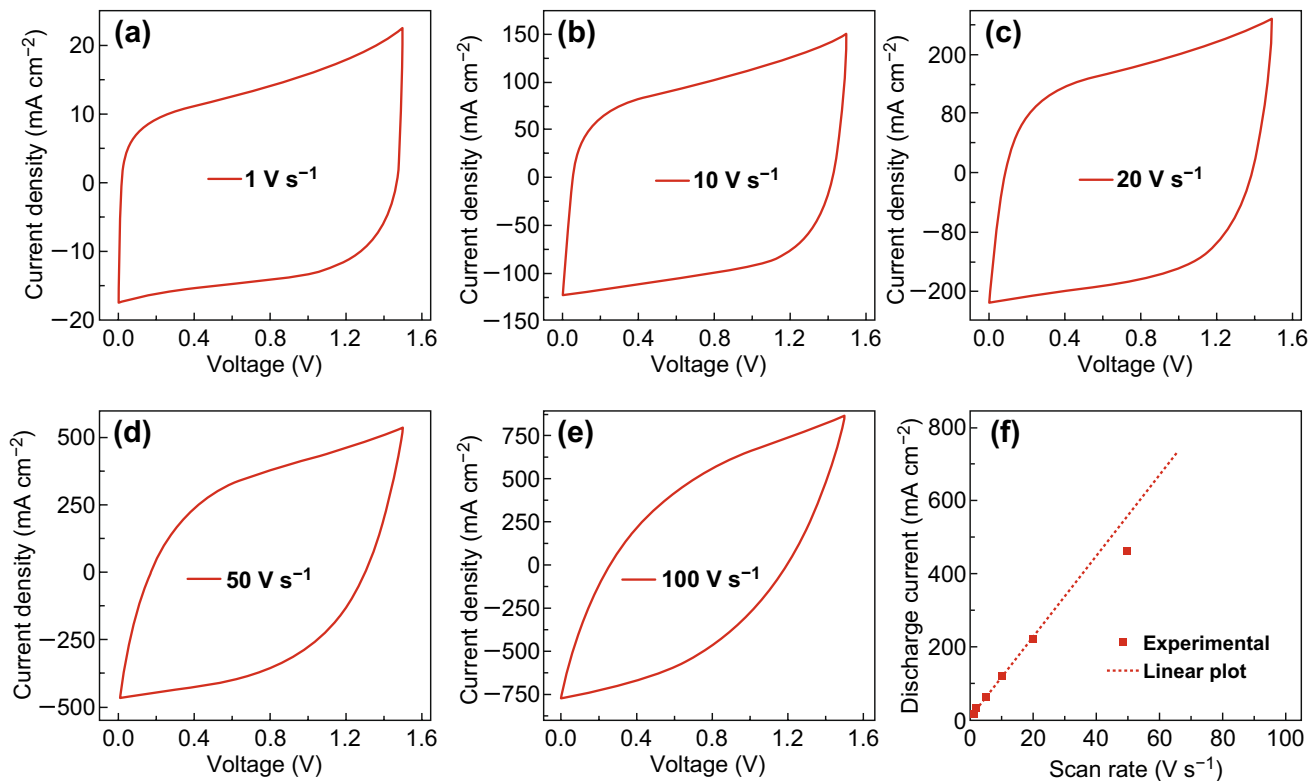 (a)
Current density (mA cm−2)
20
10
0
−10
−20
1 V s−1
0.0 0.4 0.8 1.2 1.6
Voltage (V)
(b)
Current density (mA cm−2)
150
100
50
0
−50
−100
−150
10 V s−1
0.0 0.4 0.8 1.2 1.6
Voltage (V)
(c)
Current density (mA cm−2)
200
80
0
−80
−200
20 V s−1
0.0 0.4 0.8 1.2 1.6
Voltage (V)
(d)
Current density (mA cm−2)
500
250
0
−250
−500
50 V s−1
0.0 0.4 0.8 1.2 1.6
Voltage (V)
(e)
Current density (mA cm−2)
750
500
250
0
−250
−500
−750
100 V s−1
0.0 0.4 0.8 1.2 1.6
Voltage (V)
(f)
Discharge current (mA cm−2)
800
600
400
200
0
Experimental
Linear plot
0 20 40 60 80 100
Scan rate (V s−1)